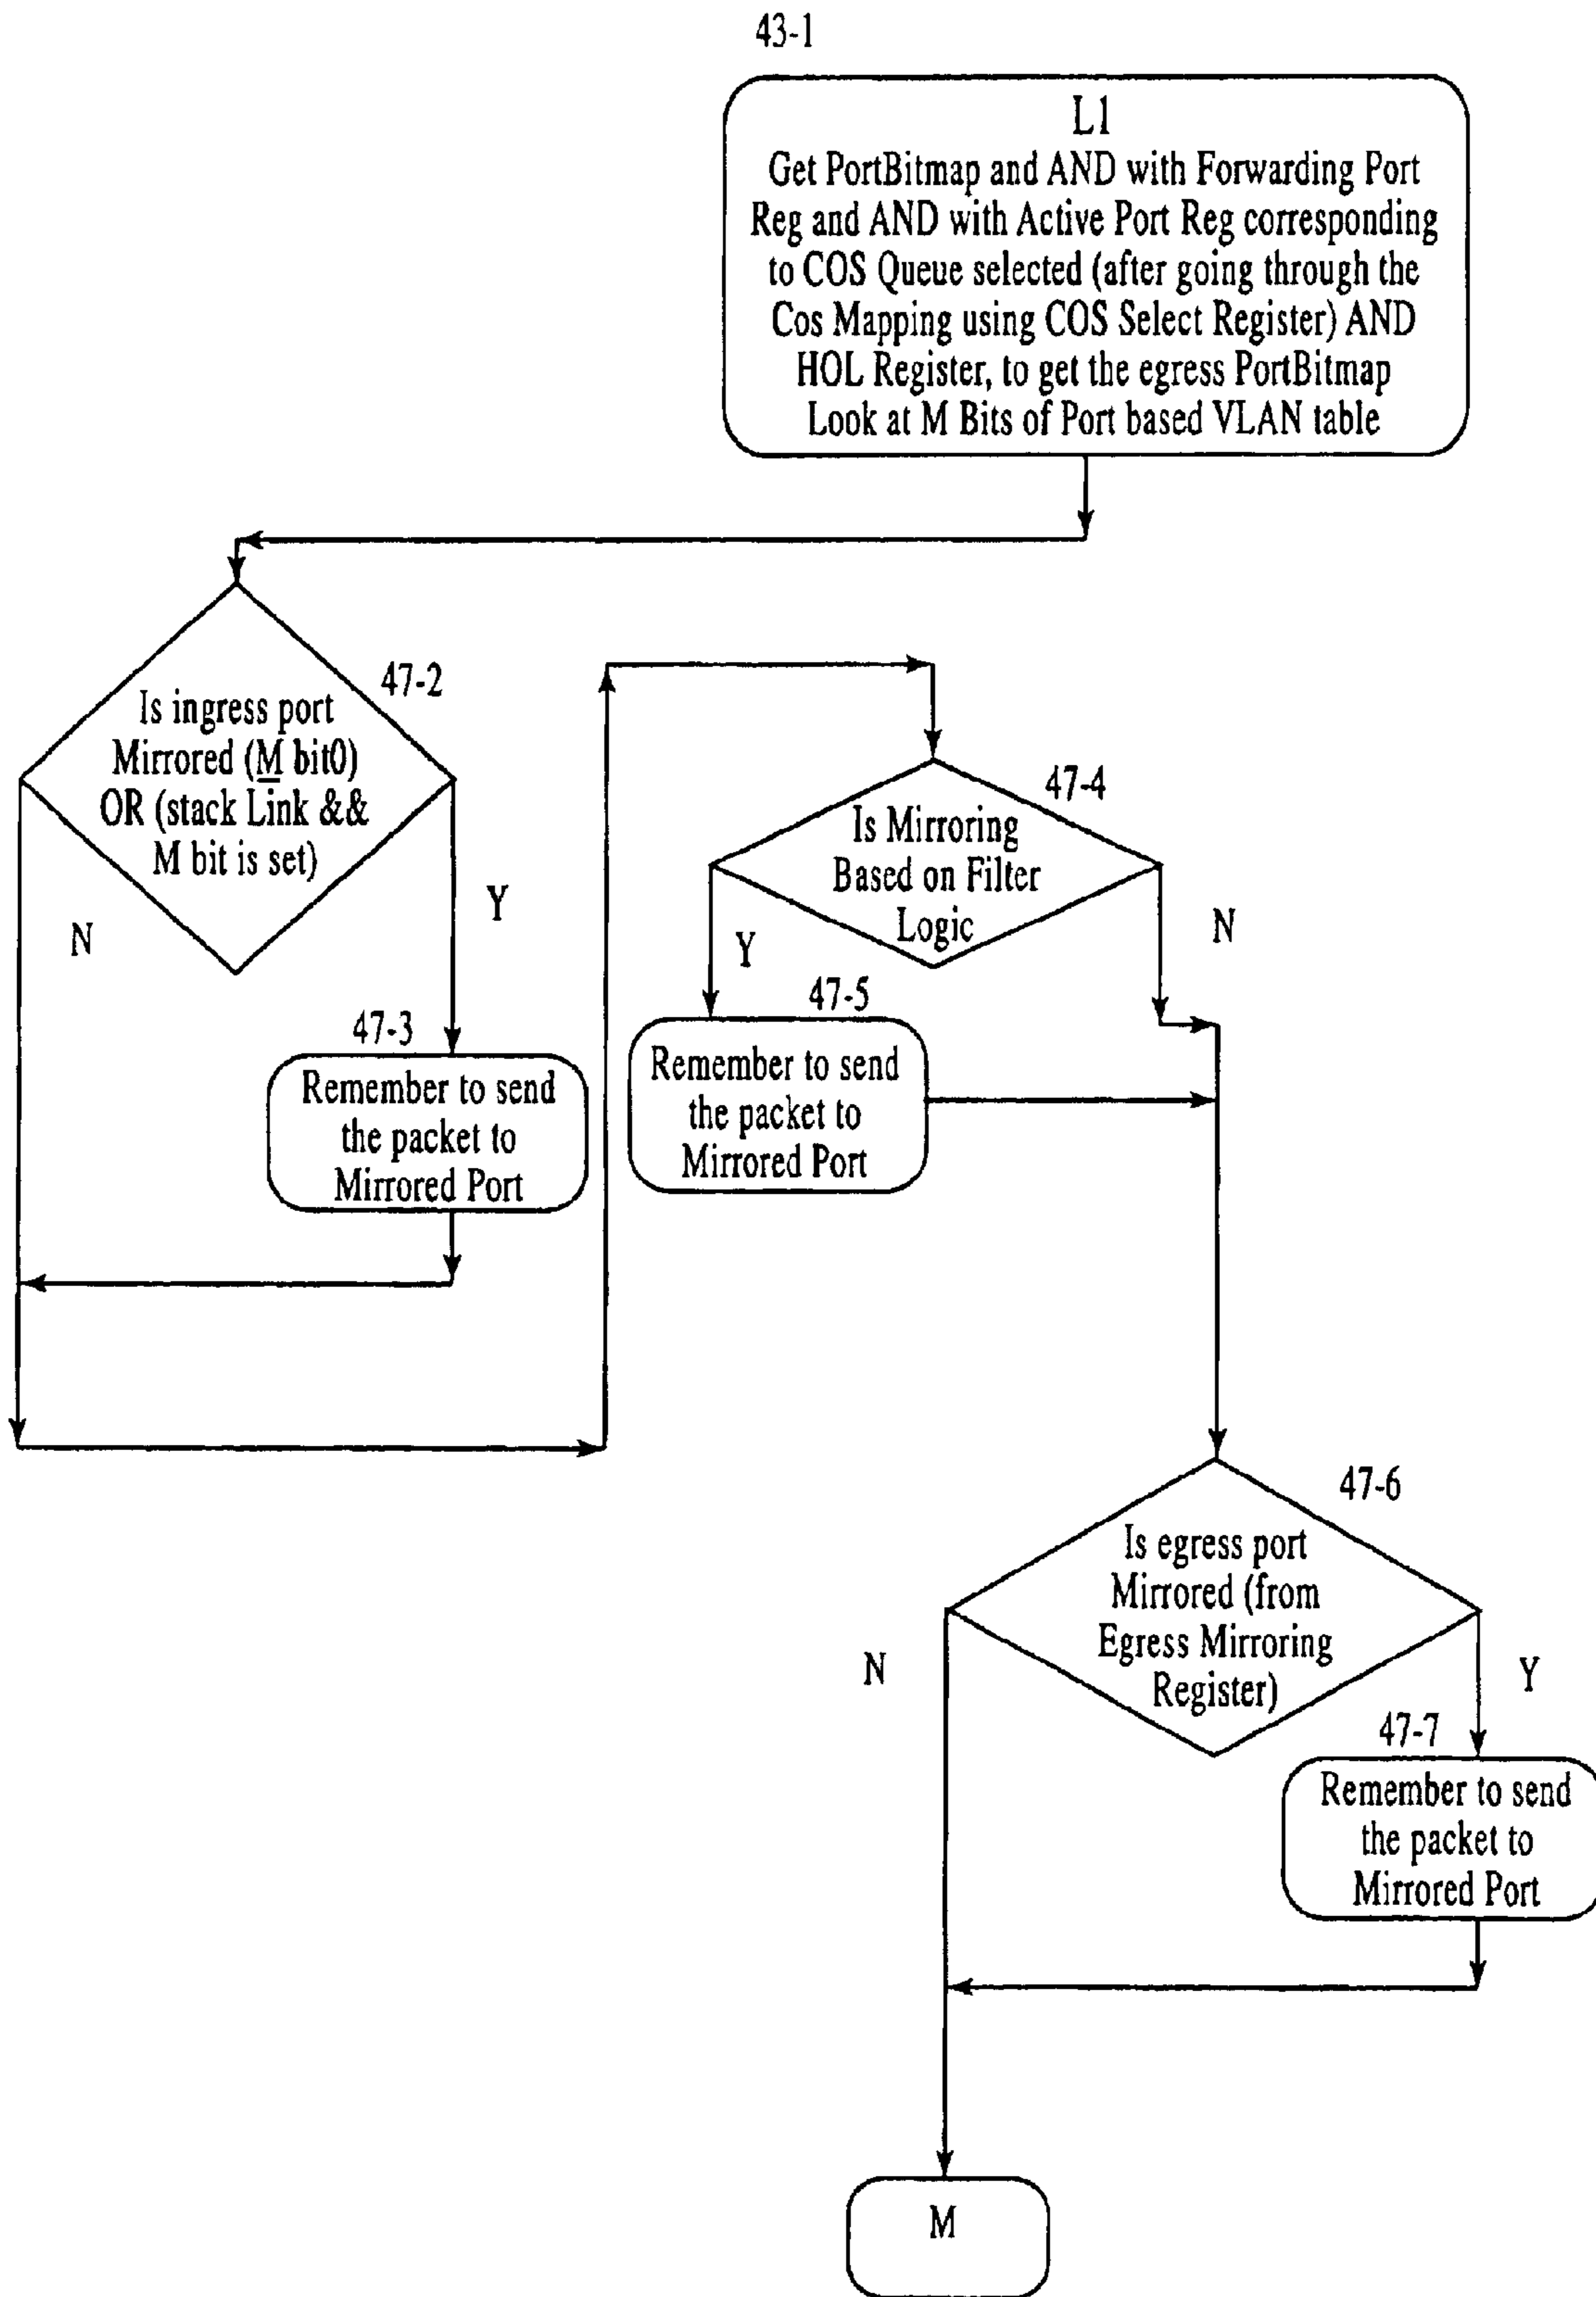 43-1
L1
Get PortBitmap and AND with Forwarding Port
Reg and AND with Active Port Reg corresponding
to COS Queue selected (after going through the
Cos Mapping using COS Select Register) AND
HOL Register, to get the egress PortBitmap
Look at M Bits of Port based VLAN table
47-2
Is ingress port
Mirrored (M bit0)
OR (stack Link &&
M bit is set)
N
Y
47-3
Remember to send
the packet to
Mirrored Port
47-4
Is Mirroring
Based on Filter
Logic
Y
N
47-5
Remember to send
the packet to
Mirrored Port
47-6
Is egress port
Mirrored (from
Egress Mirroring
Register)
N
Y
47-7
Remember to send
the packet to
Mirrored Port
M